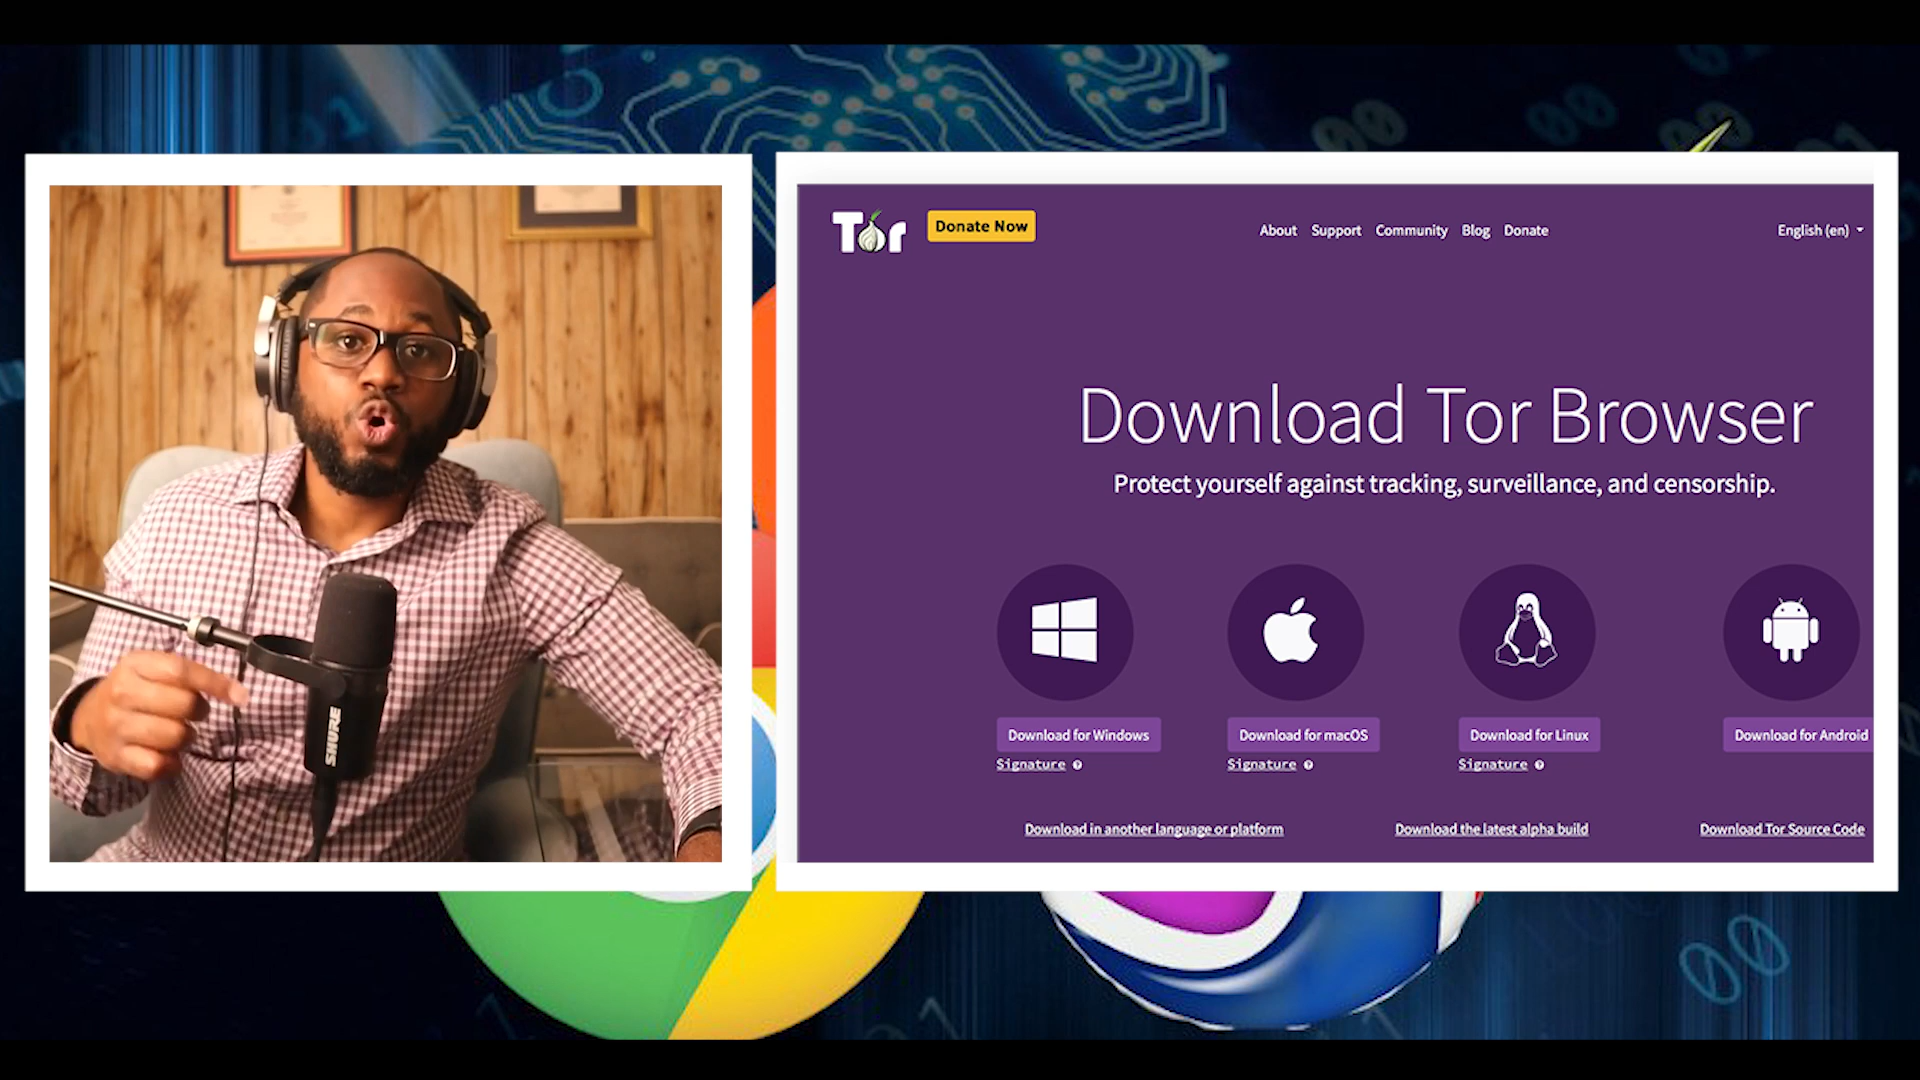 Tor
Donate Now
About Support Community Blog Donate
English (en)
Download Tor Browser
Protect yourself against tracking, surveillance, and censorship.
Download for Windows
Download for macOS
Download for Linux
Download for Android
Signature
Signature
Signature
Download in another language or platform
Download the latest alpha build
Download Tor Source Code
SHURE